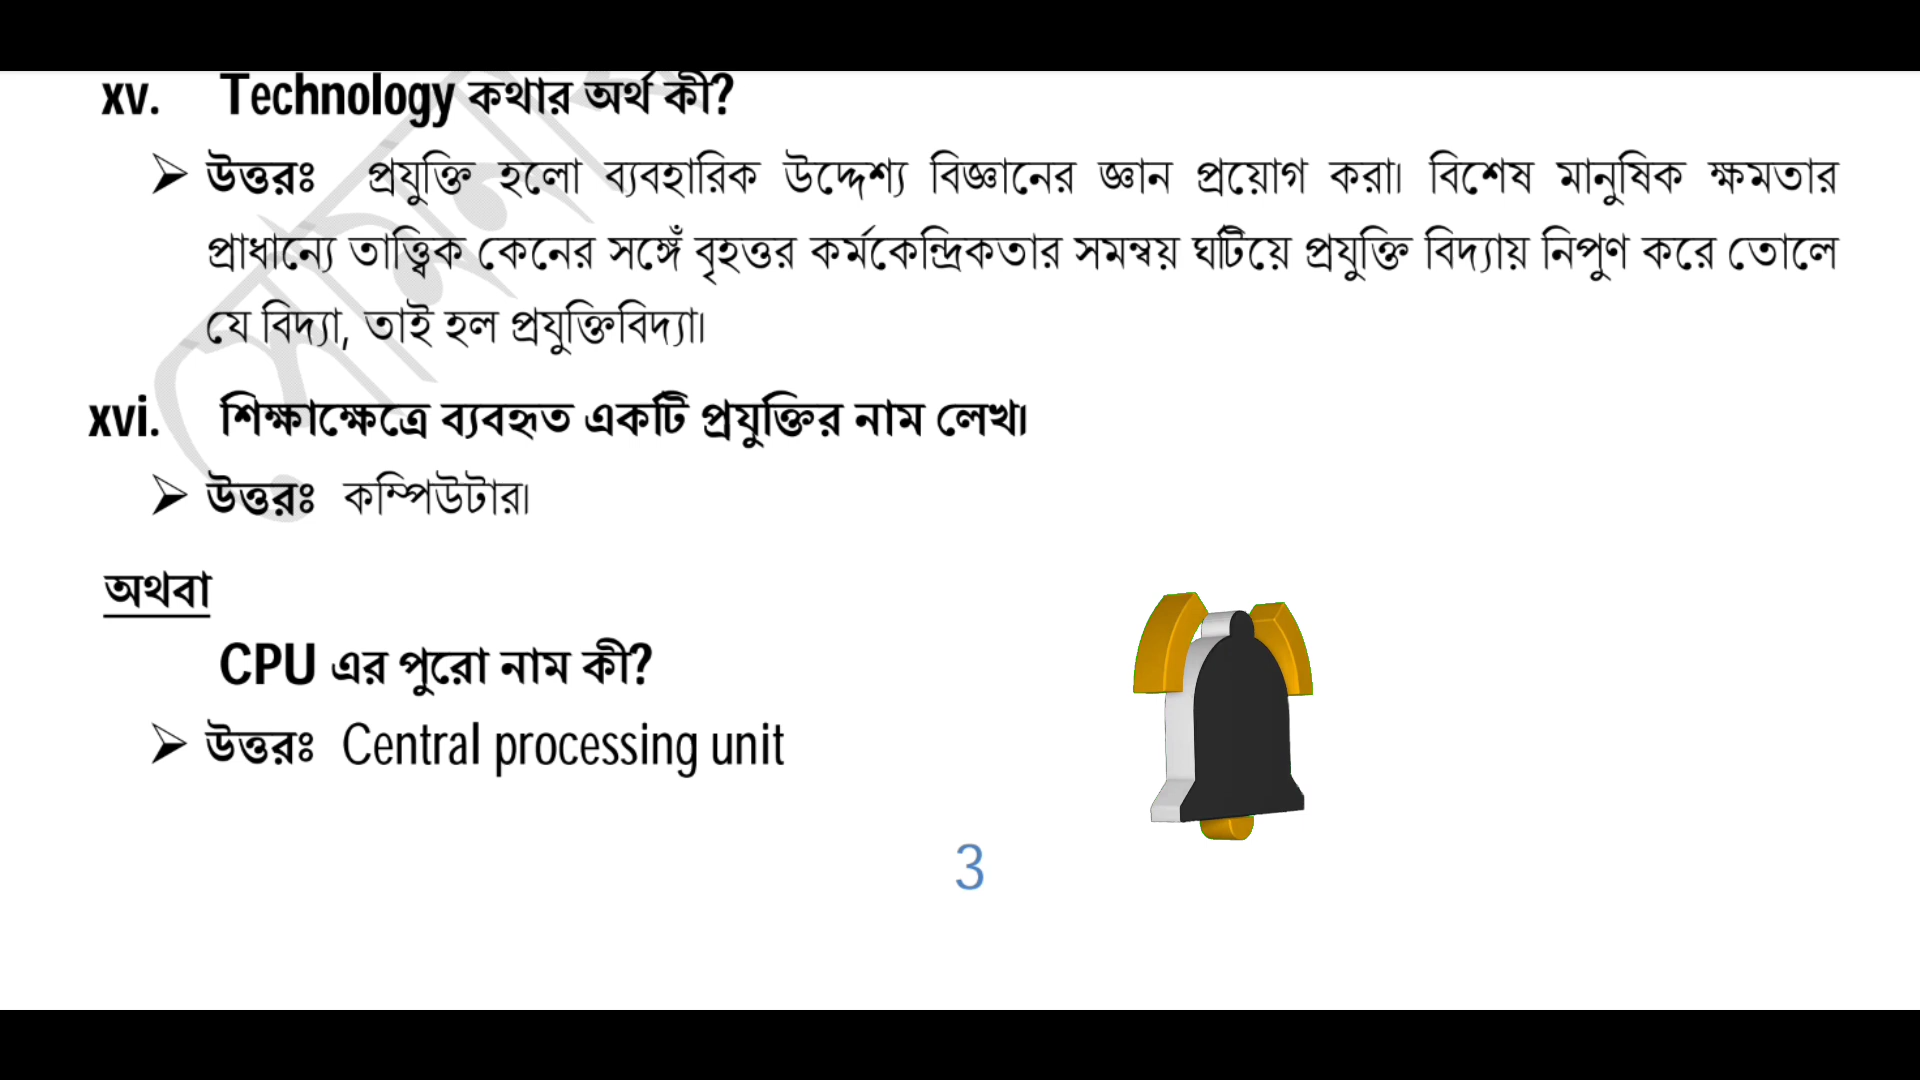 xv. Technology কথার অর্থ কী?
➢ উত্তরঃ প্রযুক্তি হলো ব্যবহারিক উদ্দেশ্য বিজ্ঞানের জ্ঞান প্রয়োগ করা। বিশেষ মানুষিক ক্ষমতার
প্রাধান্যে তাত্ত্বিক কেনের সঙ্গেঁ বৃহত্তর কর্মকেন্দ্রিকতার সমন্বয় ঘটিয়ে প্রযুক্তি বিদ্যায় নিপুণ করে তোলে
যে বিদ্যা, তাই হল প্রযুক্তিবিদ্যা।
xvi. শিক্ষাক্ষেত্রে ব্যবহৃত একটি প্রযুক্তির নাম লেখ।
➢ উত্তরঃ কম্পিউটার।
অথবা
CPU এর পুরো নাম কী?
➢ উত্তরঃ Central processing unit
3